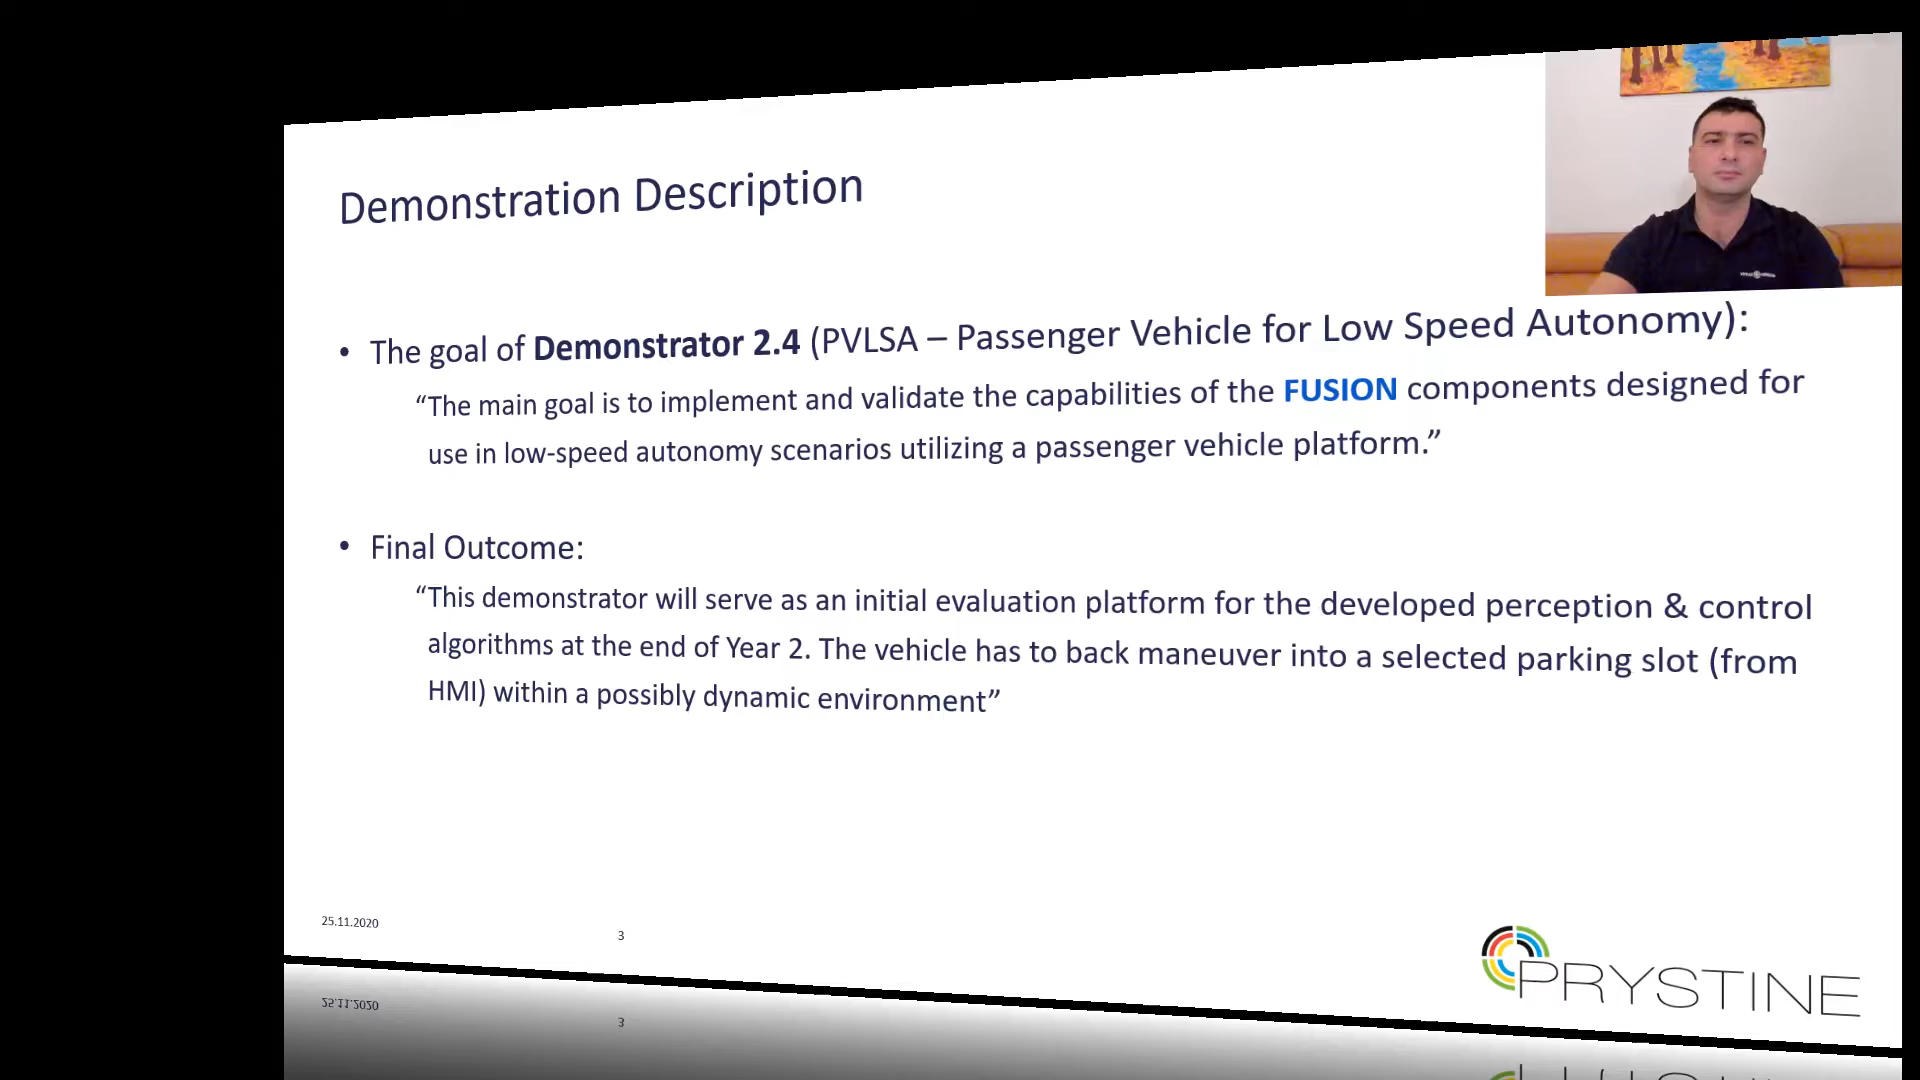 Demonstration Description
• The goal of Demonstrator 2.4 (PVLSA – Passenger Vehicle for Low Speed Autonomy):
“The main goal is to implement and validate the capabilities of the FUSION components designed for
use in low-speed autonomy scenarios utilizing a passenger vehicle platform.”
• Final Outcome:
“This demonstrator will serve as an initial evaluation platform for the developed perception & control
algorithms at the end of Year 2. The vehicle has to back maneuver into a selected parking slot (from
HMI) within a possibly dynamic environment”
25.11.2020
3
PRYSTINE